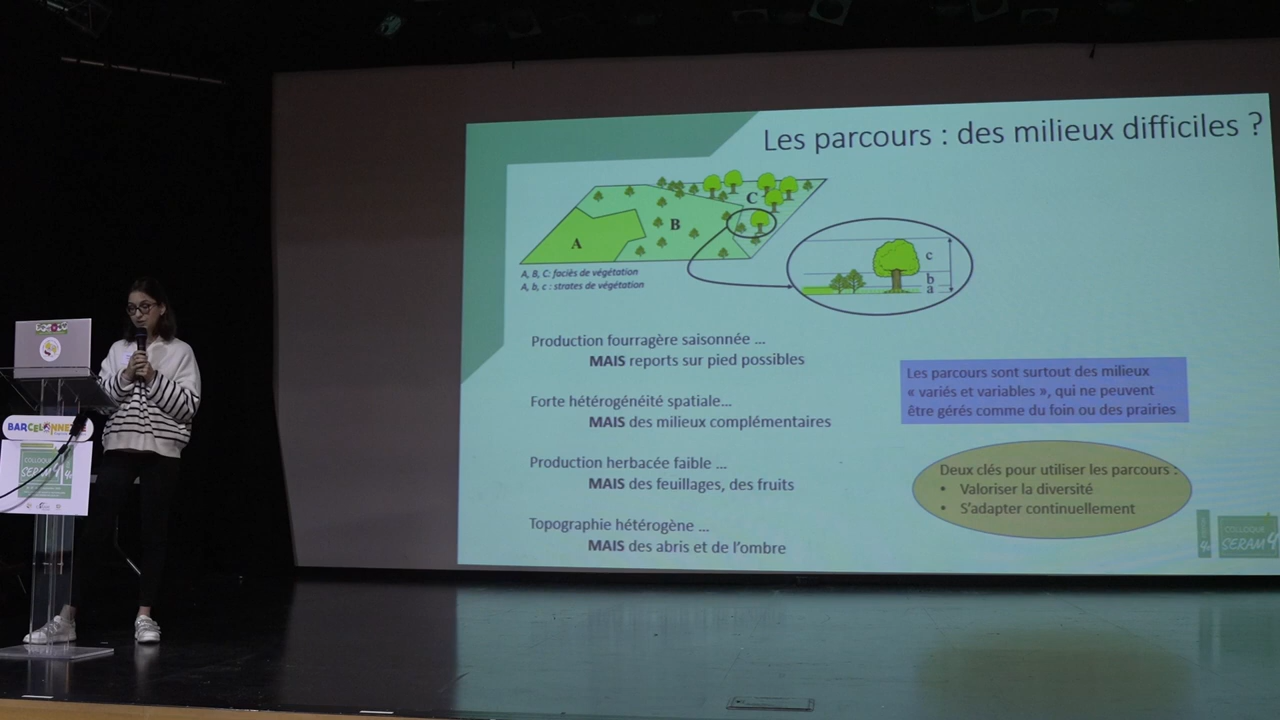 Les parcours : des milieux difficiles ?
A
B
C
c
b
a
A, B, C: faciès de végétation
A, b, c : strates de végétation
Production fourragère saisonnée ...
MAIS reports sur pied possibles
Forte hétérogénéité spatiale...
MAIS des milieux complémentaires
Production herbacée faible ...
MAIS des feuillages, des fruits
Topographie hétérogène ...
MAIS des abris et de l'ombre
Les parcours sont surtout des milieux
« variés et variables », qui ne peuvent
être gérés comme du foin ou des prairies
Deux clés pour utiliser les parcours :
• Valoriser la diversité
• S'adapter continuellement
COLLOQUE
SERAM 4
BARCELONNETTE
COLLOQUE
SERAM 4